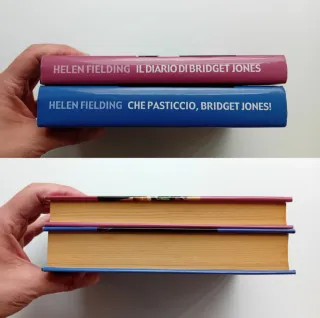 HELEN FIELDING IL DIARIO DI BRIDGET JONES
HELEN FIELDING CHE PASTICCIO, BRIDGET JONES!